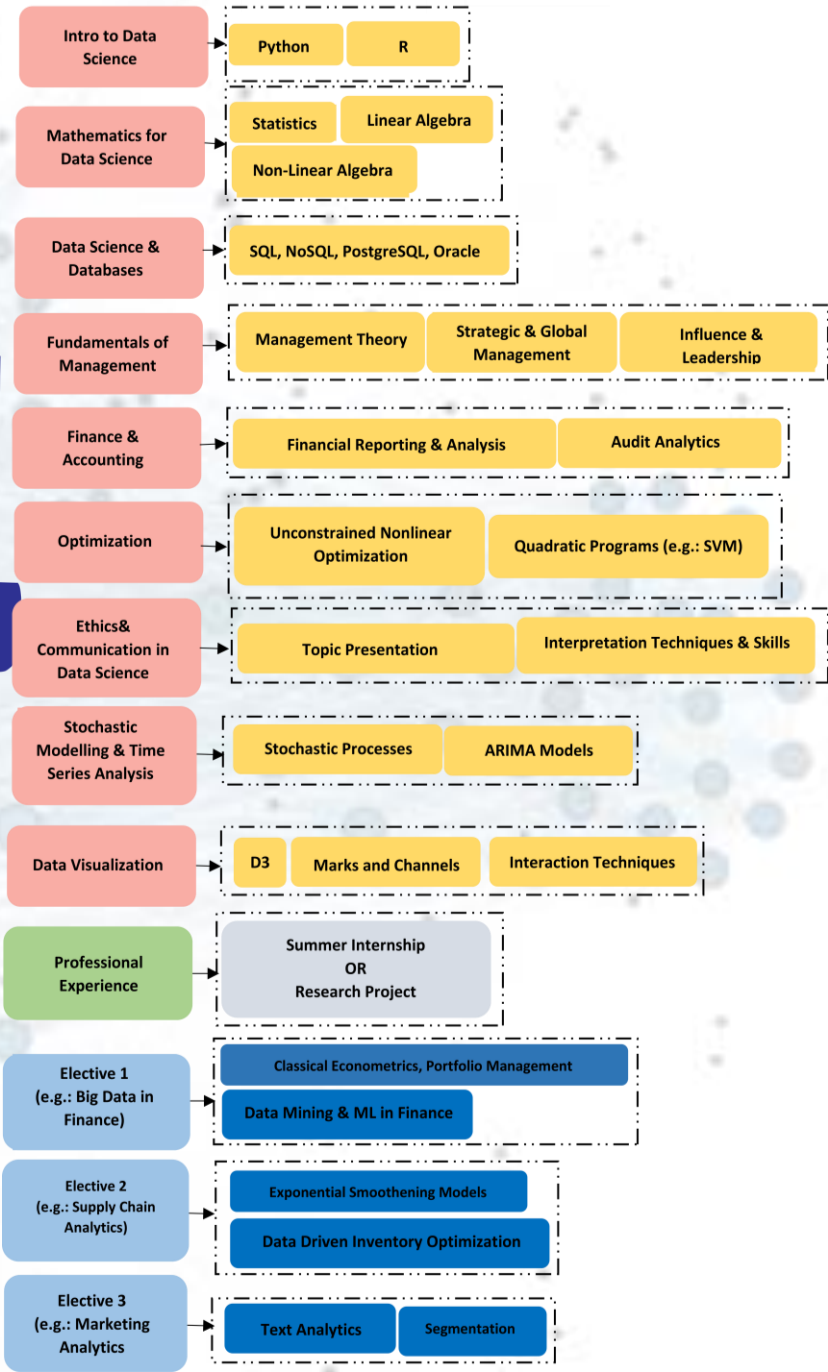 Intro to Data
Science
Python
R
Mathematics for
Data Science
Statistics
Linear Algebra
Non-Linear Algebra
Data Science &
Databases
SQL, NoSQL, PostgreSQL, Oracle
Fundamentals of
Management
Management Theory
Strategic & Global
Management
Influence &
Leadership
Finance &
Accounting
Financial Reporting & Analysis
Audit Analytics
Optimization
Unconstrained Nonlinear
Optimization
Quadratic Programs (e.g.: SVM)
Ethics&
Communication in
Data Science
Topic Presentation
Interpretation Techniques & Skills
Stochastic
Modelling & Time
Series Analysis
Stochastic Processes
ARIMA Models
Data Visualization
D3
Marks and Channels
Interaction Techniques
Professional
Experience
Summer Internship
OR
Research Project
Elective 1
(e.g.: Big Data in
Finance)
Classical Econometrics, Portfolio Management
Data Mining & ML in Finance
Elective 2
(e.g.: Supply Chain
Analytics)
Exponential Smoothening Models
Data Driven Inventory Optimization
Elective 3
(e.g.: Marketing
Analytics
Text Analytics
Segmentation